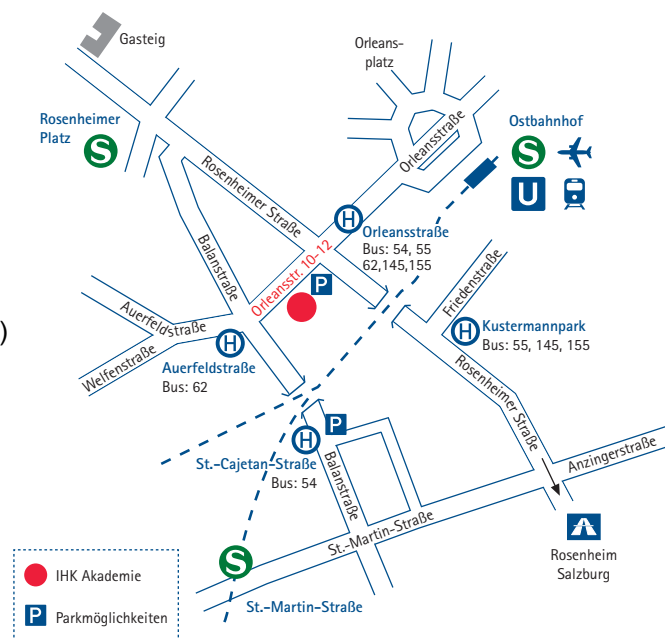 Gasteig
Orleans-
platz
Rosenheimer
Platz
S
Ostbahnhof
S
U
Orleansstraße
Rosenheimer Straße
H
Orleansstraße
Bus: 54, 55
62,145,155
Orleansstr. 10-12
P
Balanstraße
Friedenstraße
Auerfeldstraße
Welfenstraße
H
Auerfeldstraße
Bus: 62
H
Kustermannpark
Bus: 55, 145, 155
Rosenheimer Straße
)
P
H
St.-Cajetan-Straße
Bus: 54
Balanstraße
Anzingerstraße
St.-Martin-Straße
Rosenheim
Salzburg
S
St.-Martin-Straße
IHK Akademie
P Parkmöglichkeiten